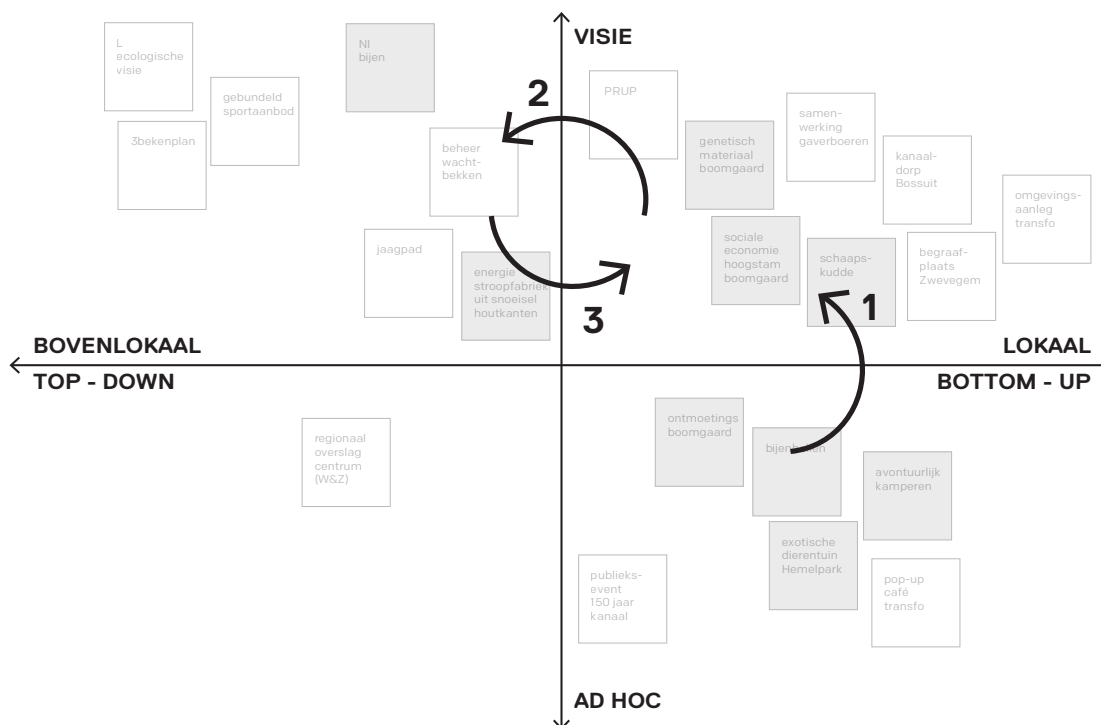 VISIE
L
ecologische
visie
NI
bijen
gebundeld
sportaanbod
2
PRUP
3bekenplan
beheer
wacht-
bekken
genetisch
materiaal
boomgaard
samen-
werking
gaverboeren
kanaal-
dorp
Bossuit
omgevings-
aanleg
transfo
jaagpad
energie
stroopfabriek
uit snoeisel
houtkanten
sociale
economie
hoogstam
boomgaard
schaaps-
kudde
begraaf-
plaats
Zwevegem
1
3
BOVENLOKAAL
LOKAAL
TOP - DOWN
BOTTOM - UP
regionaal
overslag
centrum
(W&Z)
ontmoetings
boomgaard
bijenhallen
avontuurlijk
kamperen
exotische
dierentuin
Hemelpark
publieks-
event
150 jaar
kanaal
pop-up
café
transfo
AD HOC